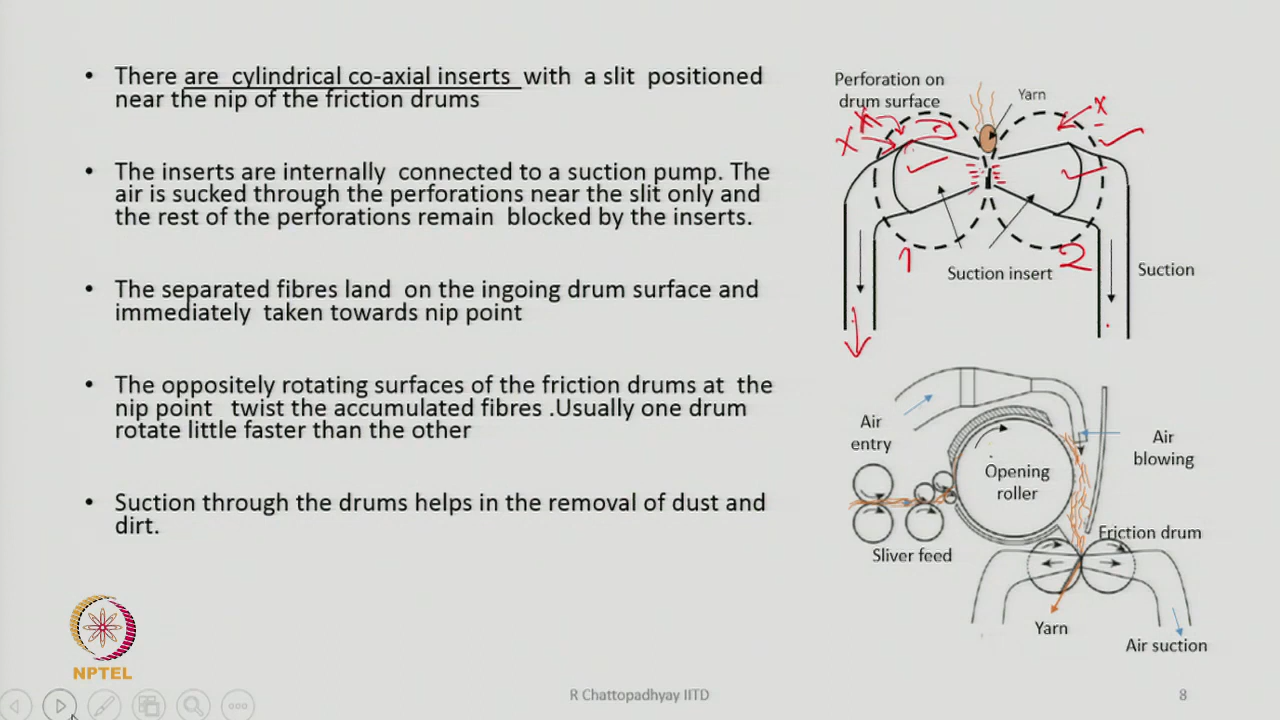 • There are cylindrical co-axial inserts with a slit positioned
near the nip of the friction drums
• The inserts are internally connected to a suction pump. The
air is sucked through the perforations near the slit only and
the rest of the perforations remain blocked by the inserts.
• The separated fibres land on the ingoing drum surface and
immediately taken towards nip point
• The oppositely rotating surfaces of the friction drums at the
nip point twist the accumulated fibres .Usually one drum
rotate little faster than the other
• Suction through the drums helps in the removal of dust and
dirt.
Perforation on
drum surface
Yarn
X
X
X
1
2
Suction insert
Suction
Air
entry
Opening
roller
Air
blowing
Sliver feed
Friction drum
Yarn
Air suction
NPTEL
R Chattopadhyay IITD
8